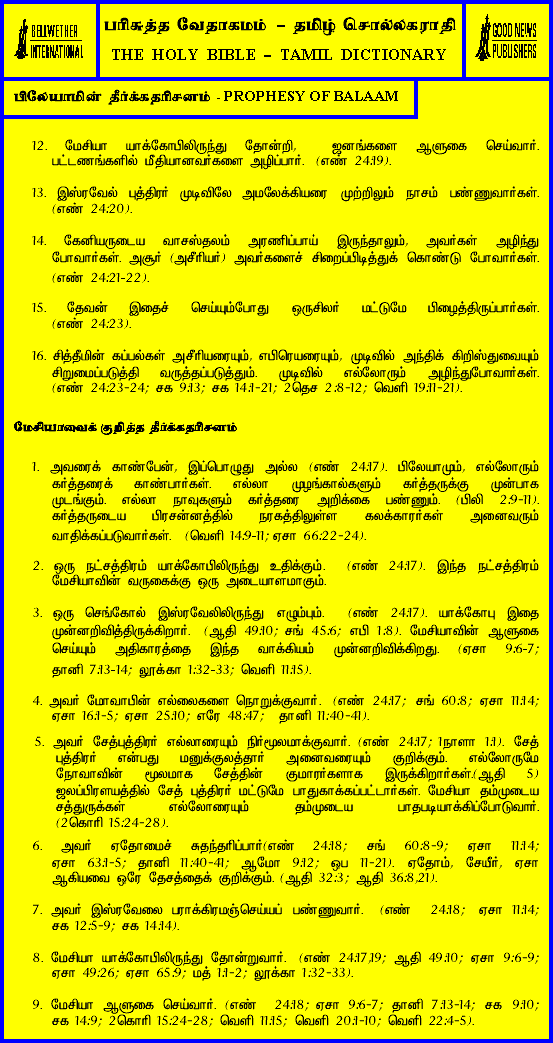 BELLWETHER
INTERNATIONAL
பரிசுத்த வேதாகமம் – தமிழ் சொல்லகராதி
THE HOLY BIBLE – TAMIL DICTIONARY
GOOD NEWS
PUBLISHERS
பிலேயாமின் தீர்க்கதரிசனம் - PROPHESY OF BALAAM
12. மேசியா யாக்கோபிலிருந்து தோன்றி, ஜனங்களை ஆளுகை செய்வார்.
பட்டணங்களில் மீதியானவர்களை அழிப்பார். (எண் 24:19).
13. இஸ்ரவேல் புத்திரர் முடிவிலே அமலேக்கியரை முற்றிலும் நாசம் பண்ணுவார்கள்.
(எண் 24:20).
14. கேனியருடைய வாசஸ்தலம் அரணிப்பாய் இருந்தாலும், அவர்கள் அழிந்து
போவார்கள். அசூர் (அசீரியர்) அவர்களைச் சிறைப்பிடித்துக் கொண்டு போவார்கள்.
(எண் 24:21-22).
15. தேவன் இதைச் செய்யும்போது ஒருசிலர் மட்டுமே பிழைத்திருப்பார்கள்.
(எண் 24:23).
16. சித்தீமின் கப்பல்கள் அசீரியரையும், எபிரெயரையும், முடிவில் அந்திக் கிறிஸ்துவையும்
சிறுமைப்படுத்தி வருத்தப்படுத்தும். முடிவில் எல்லோரும் அழிந்துபோவார்கள்.
(எண் 24:23-24; சக 9:13; சக 14:1-21; 2தெச 2:8-12; வெளி 19:11-21).
மேசியாவைக் குறித்த தீர்க்கதரிசனம்
1. அவரைக் காண்பேன், இப்பொழுது அல்ல (எண் 24:17). பிலேயாமும், எல்லோரும்
கர்த்தரைக் காண்பார்கள். எல்லா முழங்கால்களும் கர்த்தருக்கு முன்பாக
முடங்கும். எல்லா நாவுகளும் கர்த்தரை அறிக்கை பண்ணும். (பிலி 2:9-11).
கர்த்தருடைய பிரசன்னத்தில் நரகத்திலுள்ள கலக்காரர்கள் அனைவரும்
வாதிக்கப்படுவார்கள். (வெளி 14:9-11; ஏசா 66:22-24).
2. ஒரு நட்சத்திரம் யாக்கோபிலிருந்து உதிக்கும். (எண் 24:17). இந்த நட்சத்திரம்
மேசியாவின் வருகைக்கு ஒரு அடையாளமாகும்.
3. ஒரு செங்கோல் இஸ்ரவேலிலிருந்து எழும்பும். (எண் 24:17). யாக்கோபு இதை
முன்னறிவித்திருக்கிறார். (ஆதி 49:10; சங் 45:6; எபி 1:8). மேசியாவின் ஆளுகை
செய்யும் அதிகாரத்தை இந்த வாக்கியம் முன்னறிவிக்கிறது. (ஏசா 9:6-7;
தானி 7:13-14; லூக்கா 1:32-33; வெளி 11:15).
4. அவர் மோவாபின் எல்லைகளை நொறுக்குவார். (எண் 24:17; சங் 60:8; ஏசா 11:14;
ஏசா 16:1-5; ஏசா 25:10; எரே 48:47; தானி 11:40-41).
5. அவர் சேத்புத்திரர் எல்லாரையும் நிர்மூலமாக்குவார். (எண் 24:17; 1நாளா 1:1). சேத்
புத்திரர் என்பது மனுக்குலத்தார் அனைவரையும் குறிக்கும். எல்லோருமே
நோவாவின் மூலமாக சேத்தின் குமாரர்களாக இருக்கிறார்கள்.(ஆதி 5)
ஜலப்பிரளயத்தில் சேத் புத்திரர் மட்டுமே பாதுகாக்கப்பட்டார்கள். மேசியா தம்முடைய
சத்துருக்கள் எல்லோரையும் தம்முடைய பாதபடியாக்கிப்போடுவார்.
(2கொரி 15:24-28).
6. அவர் ஏதோமைச் சுதந்தரிப்பார்(எண் 24:18; சங் 60:8-9; ஏசா 11:14;
ஏசா 63:1-5; தானி 11:40-41; ஆமோ 9:12; ஒப 11-21). ஏதோம், சேயீர், ஏசா
ஆகியவை ஒரே தேசத்தைக் குறிக்கும். (ஆதி 32:3; ஆதி 36:8,21).
7. அவர் இஸ்ரவேலை பராக்கிரமஞ்செய்யப் பண்ணுவார். (எண் 24:18; ஏசா 11:14;
சக 12:5-9; சக 14:14).
8. மேசியா யாக்கோபிலிருந்து தோன்றுவார். (எண் 24:17,19; ஆதி 49:10; ஏசா 9:6-9;
ஏசா 49:26; ஏசா 65:9; மத் 1:1-2; லூக்கா 1:32-33).
9. மேசியா ஆளுகை செய்வார். (எண் 24:18; ஏசா 9:6-7; தானி 7:13-14; சக 9:10;
சக 14:9; 2கொரி 15:24-28; வெளி 11:15; வெளி 20:1-10; வெளி 22:4-5).